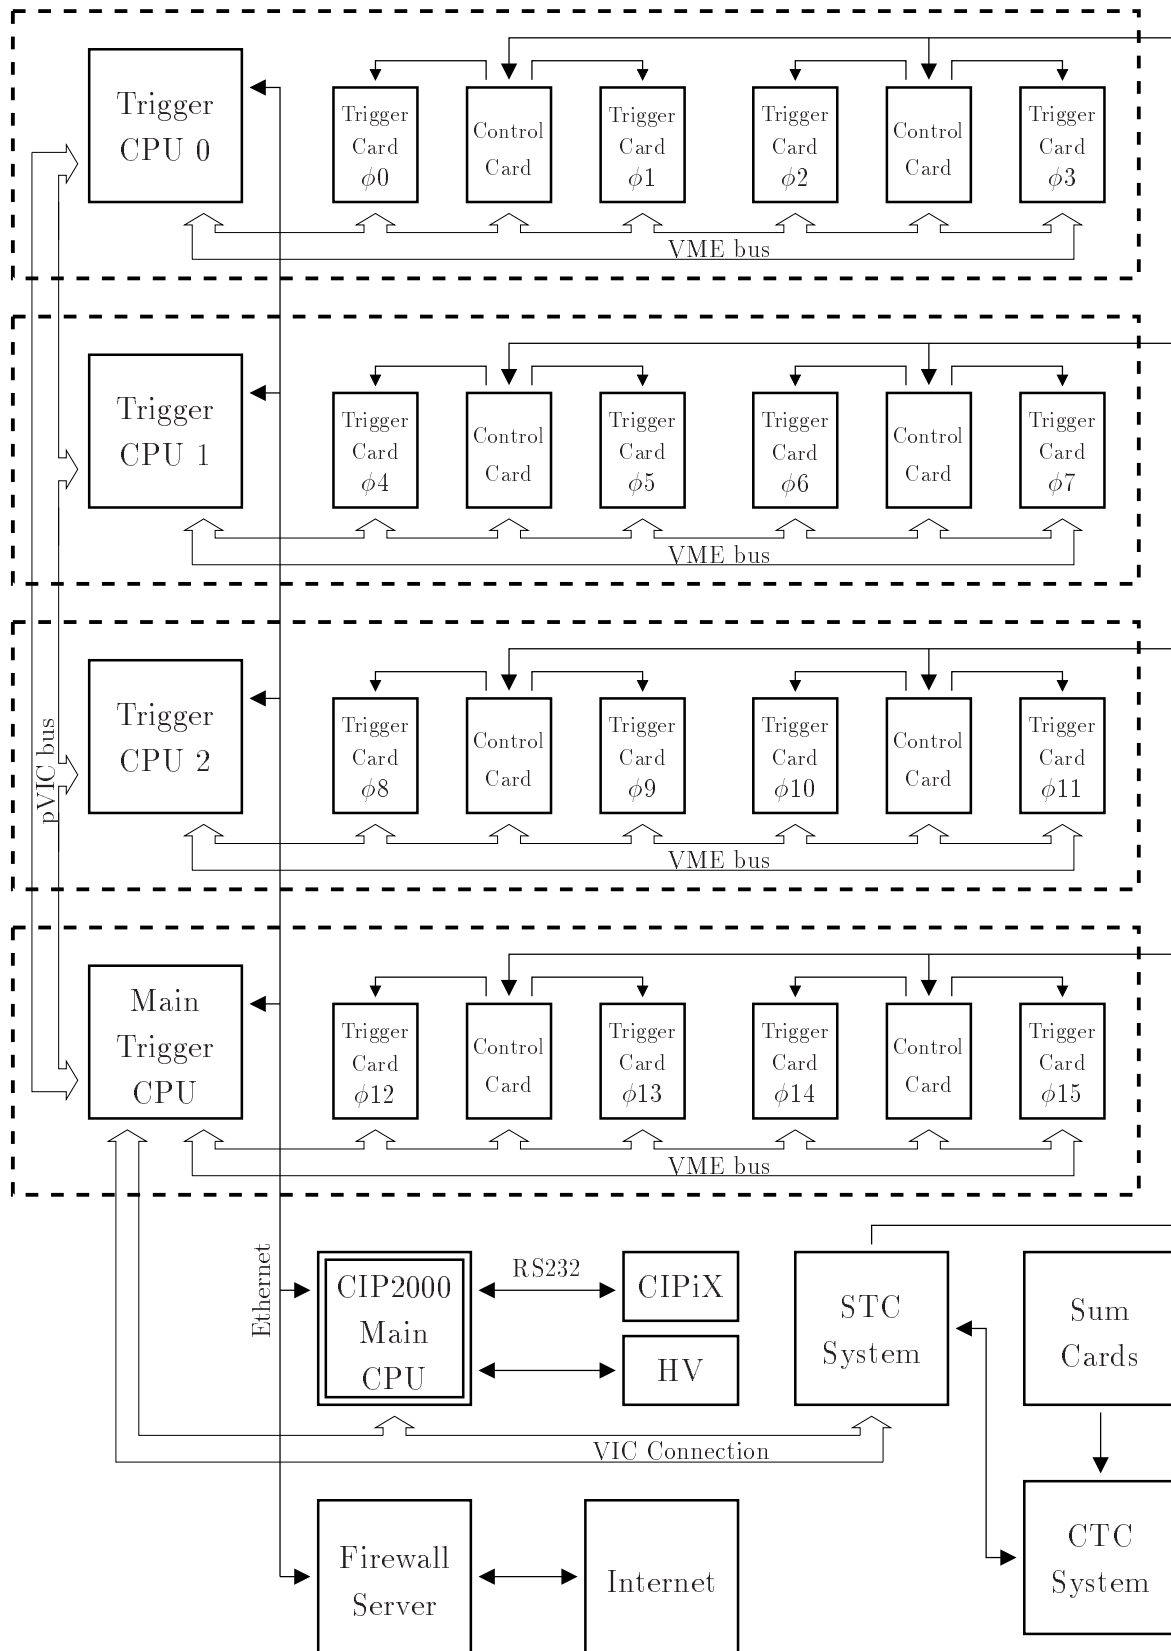 Trigger
CPU 0
Trigger
Card
ϕ0
Control
Card
Trigger
Card
ϕ1
Trigger
Card
ϕ2
Control
Card
Trigger
Card
ϕ3
VME bus
Trigger
CPU 1
Trigger
Card
ϕ4
Control
Card
Trigger
Card
ϕ5
Trigger
Card
ϕ6
Control
Card
Trigger
Card
ϕ7
VME bus
pVIC bus
Trigger
CPU 2
Trigger
Card
ϕ8
Control
Card
Trigger
Card
ϕ9
Trigger
Card
ϕ10
Control
Card
Trigger
Card
ϕ11
VME bus
Main
Trigger
CPU
Trigger
Card
ϕ12
Control
Card
Trigger
Card
ϕ13
Trigger
Card
ϕ14
Control
Card
Trigger
Card
ϕ15
VME bus
Ethernet
CIP2000
Main
CPU
RS232
CIPiX
HV
STC
System
Sum
Cards
VIC Connection
Firewall
Server
Internet
CTC
System